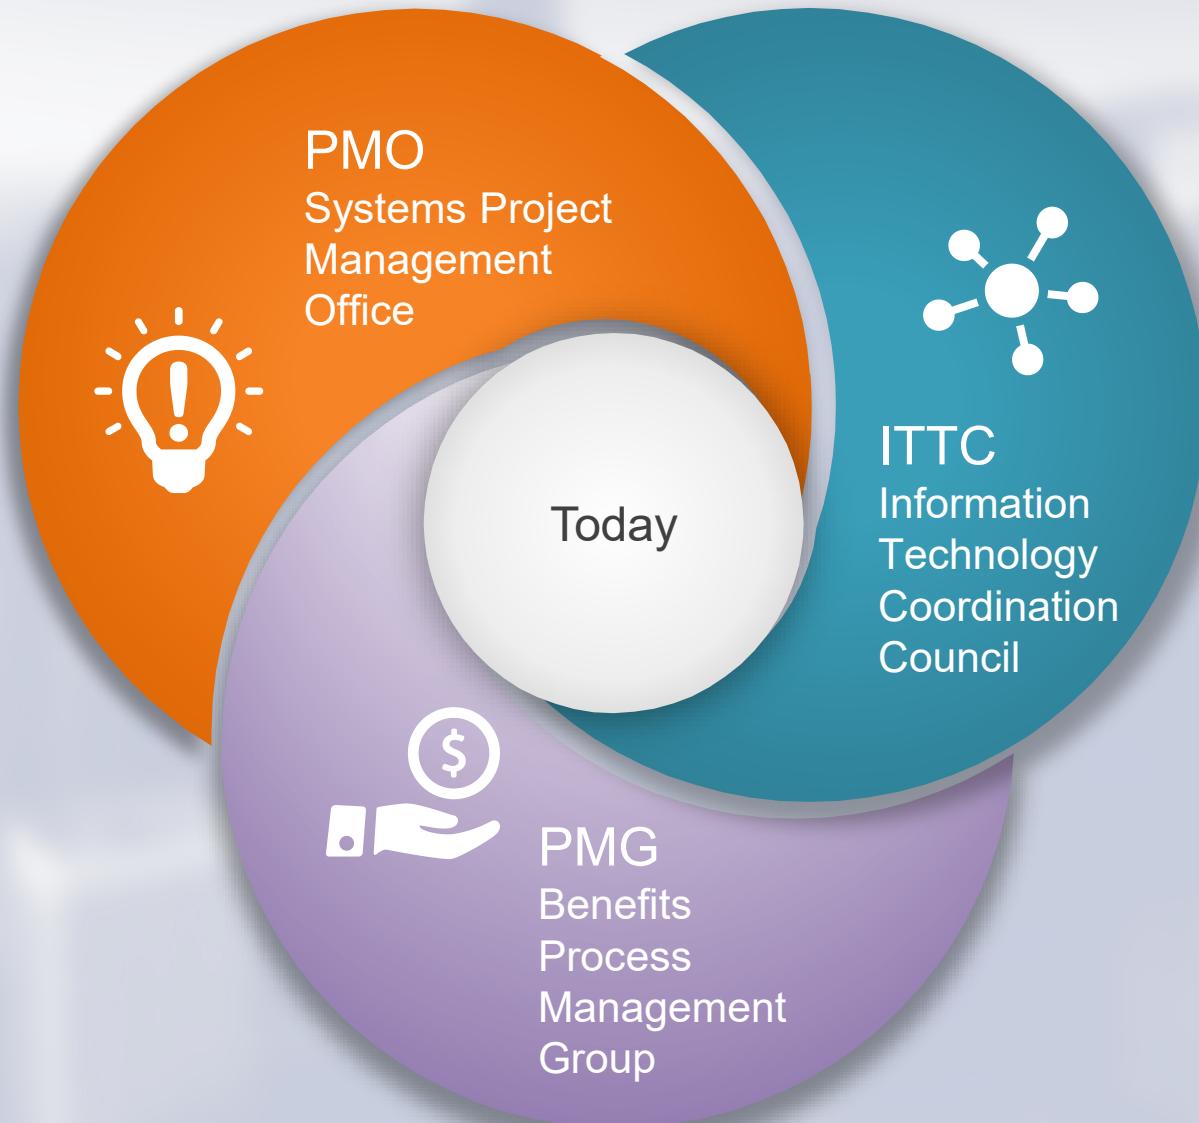 PMO
Systems Project
Management
Office
Today
ITTC
Information
Technology
Coordination
Council
$
PMG
Benefits
Process
Management
Group